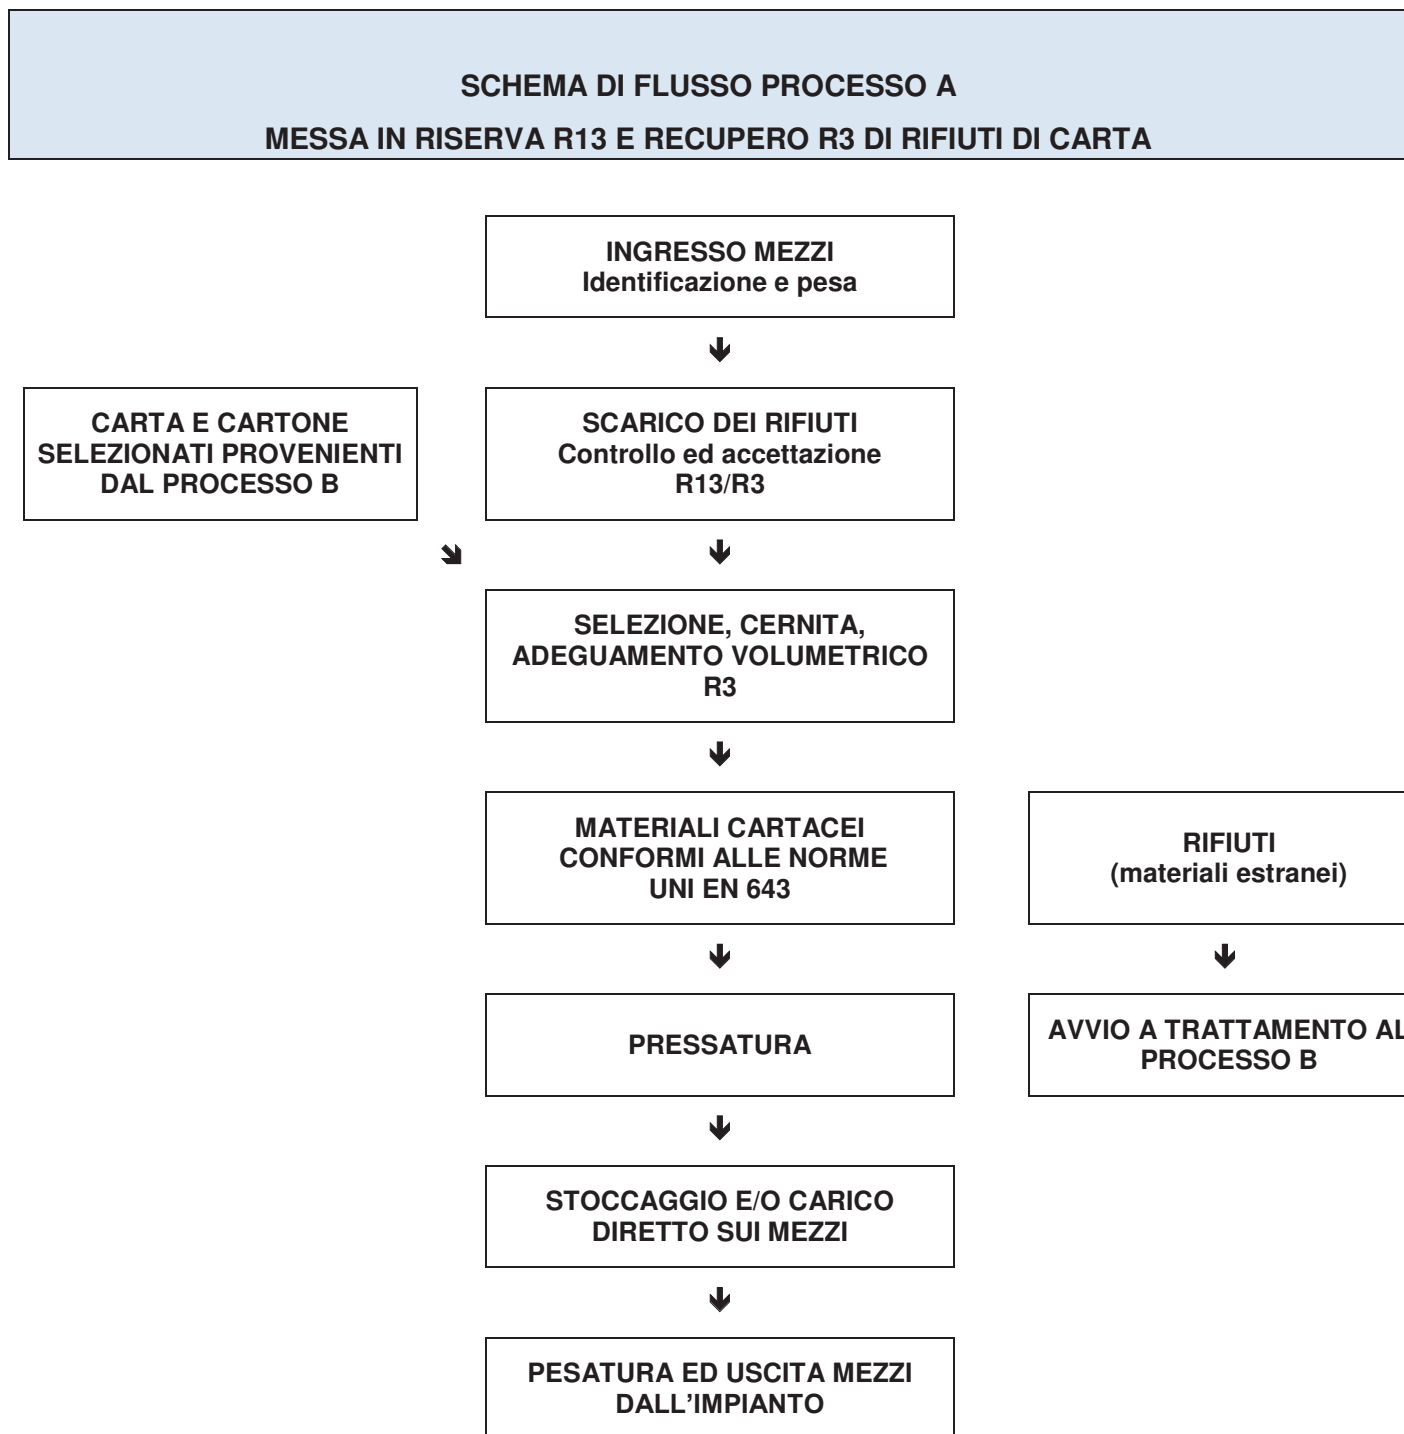 SCHEMA DI FLUSSO PROCESSO A
MESSA IN RISERVA R13 E RECUPERO R3 DI RIFIUTI DI CARTA
INGRESSO MEZZI
Identificazione e pesa
CARTA E CARTONE
SELEZIONATI PROVENIENTI
DAL PROCESSO B
SCARICO DEI RIFIUTI
Controllo ed accettazione
R13/R3
SELEZIONE, CERNITA,
ADEGUAMENTO VOLUMETRICO
R3
MATERIALI CARTACEI
CONFORMI ALLE NORME
UNI EN 643
RIFIUTI
(materiali estranei)
PRESSATURA
AVVIO A TRATTAMENTO AL
PROCESSO B
STOCCAGGIO E/O CARICO
DIRETTO SUI MEZZI
PESATURA ED USCITA MEZZI
DALL'IMPIANTO